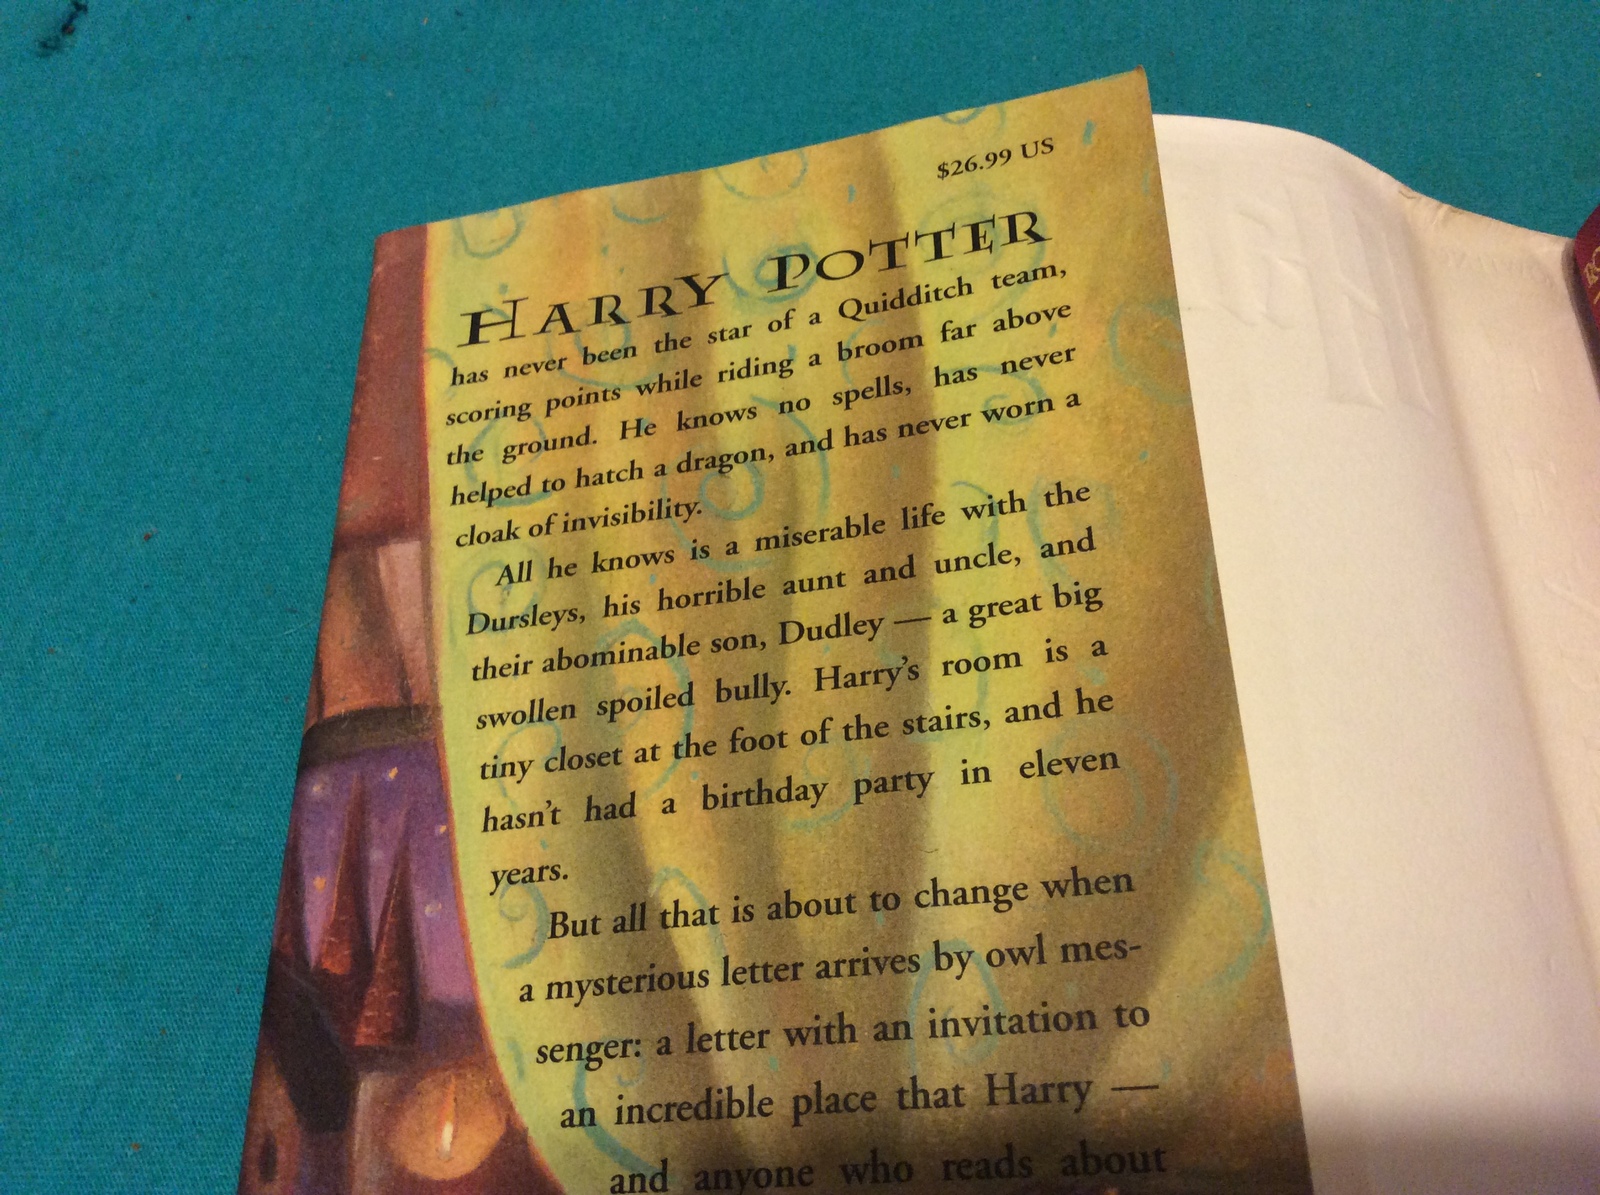 $26.99 US
HARRY POTTER
has never been the star of a Quidditch team,
scoring points while riding a broom far above
the ground. He knows no spells, has never
helped to hatch a dragon, and has never worn a
cloak of invisibility.
All he knows is a miserable life with the
Dursleys, his horrible aunt and uncle, and
their abominable son, Dudley — a great big
swollen spoiled bully. Harry's room is a
tiny closet at the foot of the stairs, and he
hasn't had a birthday party in eleven
years.
But all that is about to change when
a mysterious letter arrives by owl mes-
senger: a letter with an invitation to
an incredible place that Harry —
and anyone who reads about